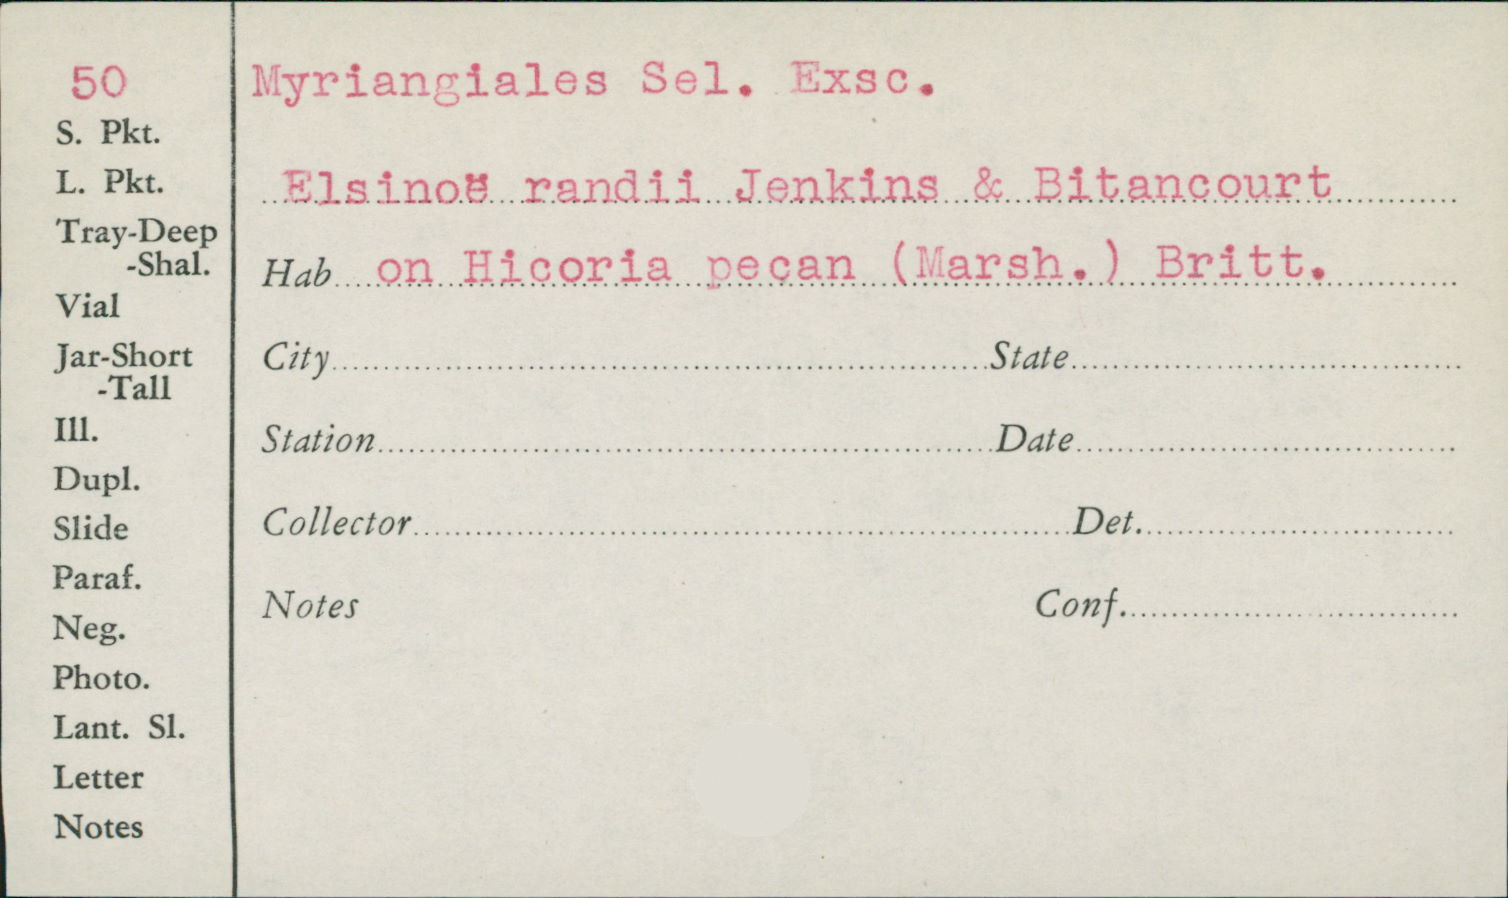 50
S. Pkt.
L. Pkt.
Tray-Deep
-Shal.
Vial
Jar-Short
-Tall
Ill.
Dupl.
Slide
Paraf.
Neg.
Photo.
Lant. Sl.
Letter
Notes
Myriangiales Sel. Exsc.
Elsinoë randii Jenkins & Bitancourt
Hab on Hicoria pecan (Marsh.) Britt.
City State
Station Date
Collector Det.
Notes Conf.